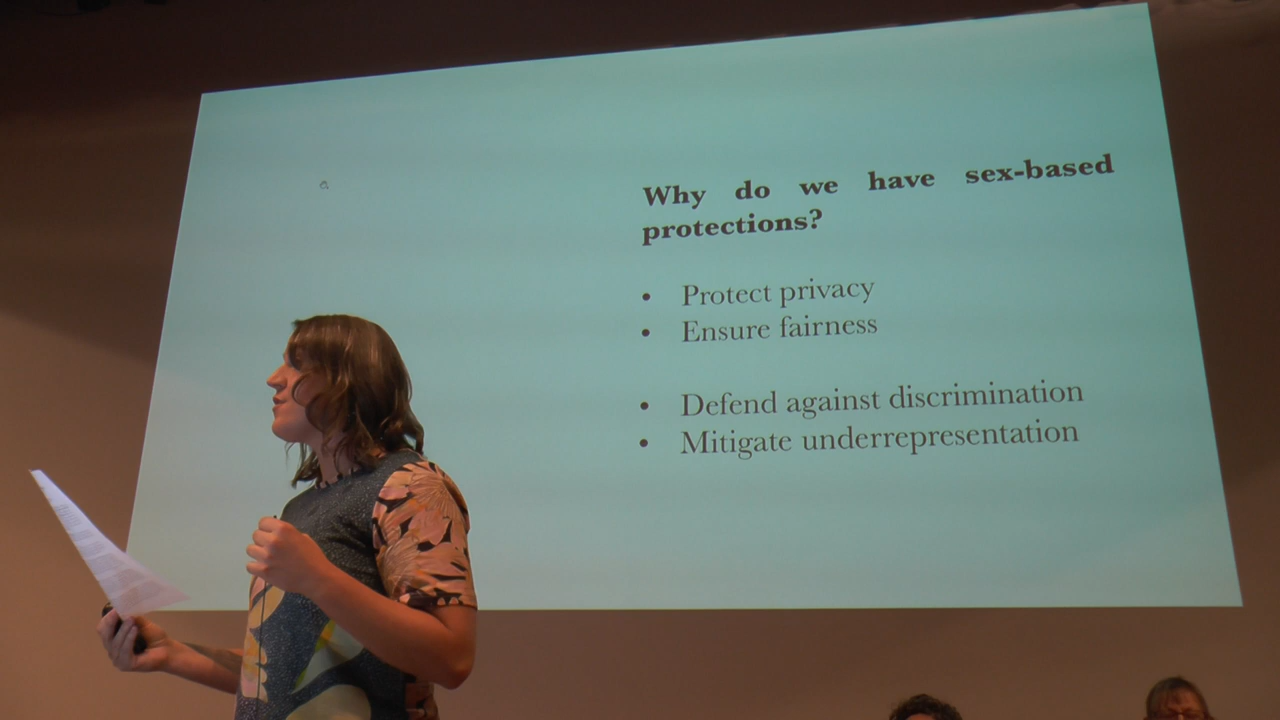 Why do we have sex-based
protections?
• Protect privacy
• Ensure fairness
• Defend against discrimination
• Mitigate underrepresentation